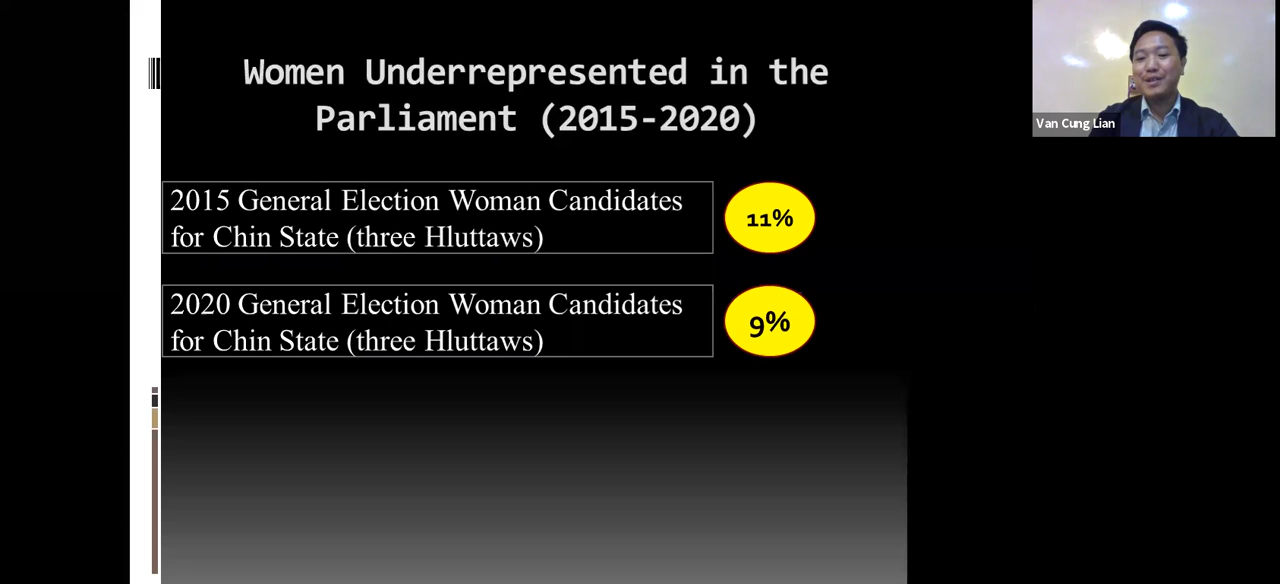 Women Underrepresented in the
Parliament (2015-2020)
Van Cung Lian
2015 General Election Woman Candidates
for Chin State (three Hluttaws)
11%
2020 General Election Woman Candidates
for Chin State (three Hluttaws)
9%